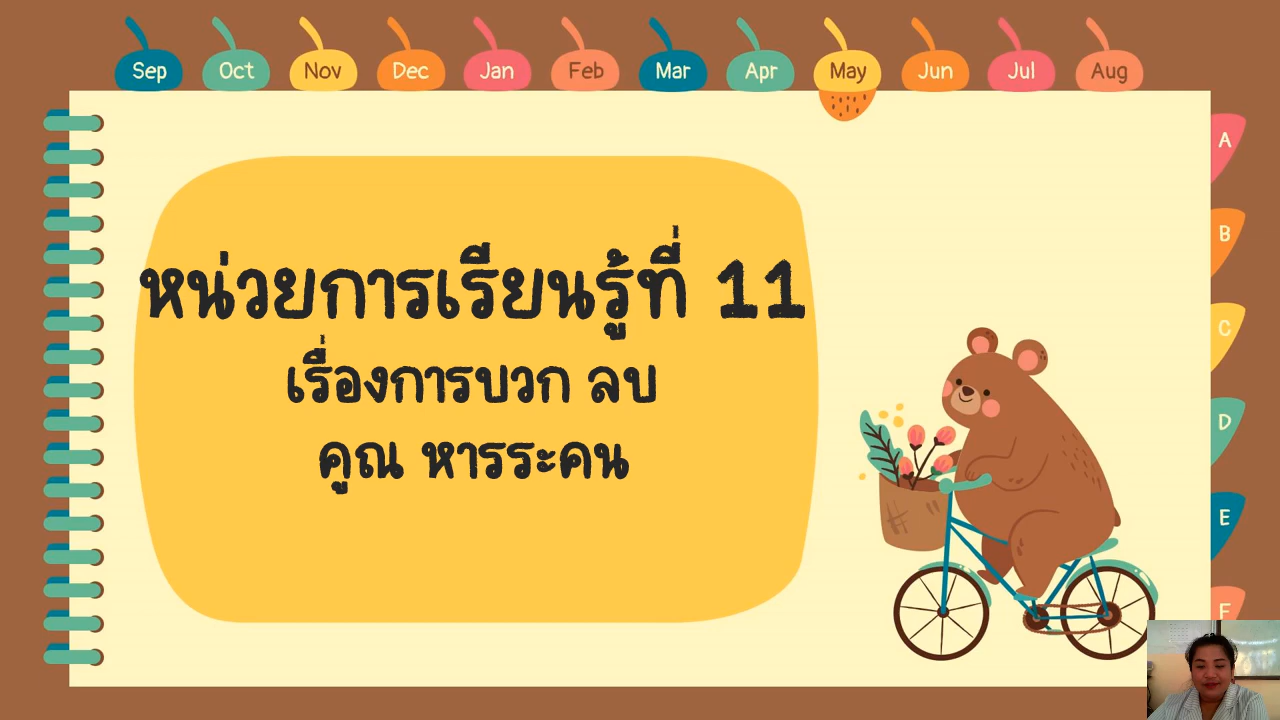 Sep Oct Nov Dec Jan Feb Mar Apr May Jun Jul Aug
A
B
C
D
E
F
หน่วยการเรียนรู้ที่ 11
เรื่องการบวก ลบ
คูณ หารระคน